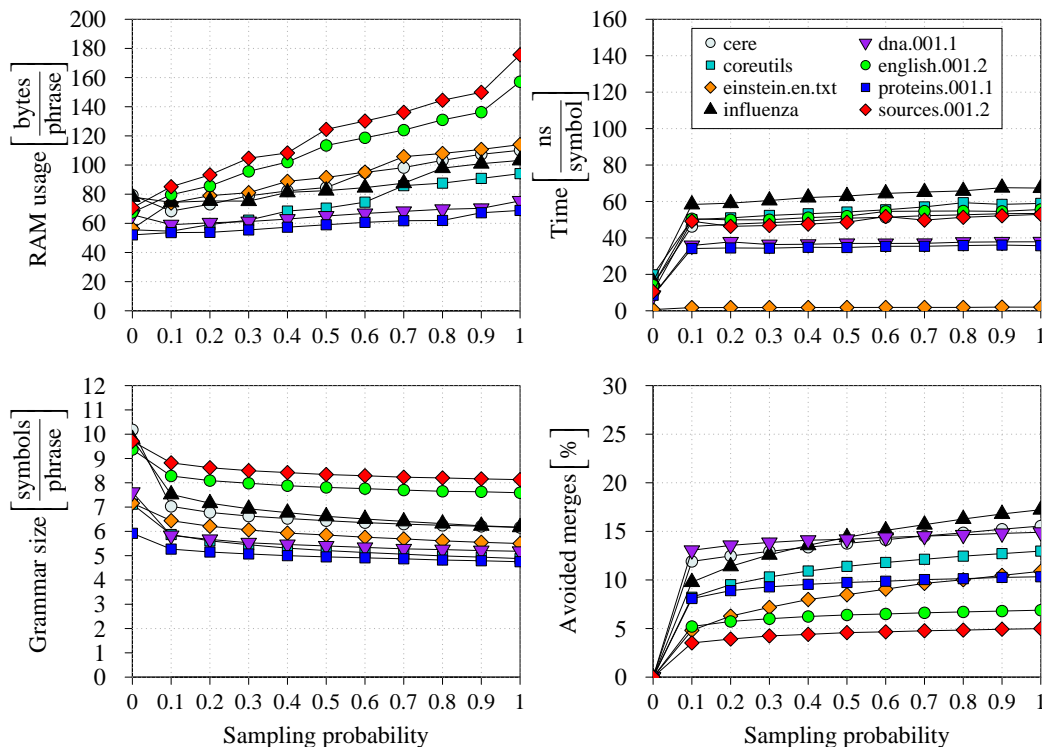 200
180
160
140
120
100
80
60
40
20
0
RAM usage [bytes/phrase]
0 0.1 0.2 0.3 0.4 0.5 0.6 0.7 0.8 0.9 1
160
140
120
100
80
60
40
20
0
Time [ns/symbol]
cere
coreutils
einstein.en.txt
influenza
dna.001.1
english.001.2
proteins.001.1
sources.001.2
0 0.1 0.2 0.3 0.4 0.5 0.6 0.7 0.8 0.9 1
12
11
10
9
8
7
6
5
4
3
2
1
0
Grammar size [symbols/phrase]
0 0.1 0.2 0.3 0.4 0.5 0.6 0.7 0.8 0.9 1
Sampling probability
30
25
20
15
10
5
0
Avoided merges [%]
0 0.1 0.2 0.3 0.4 0.5 0.6 0.7 0.8 0.9 1
Sampling probability